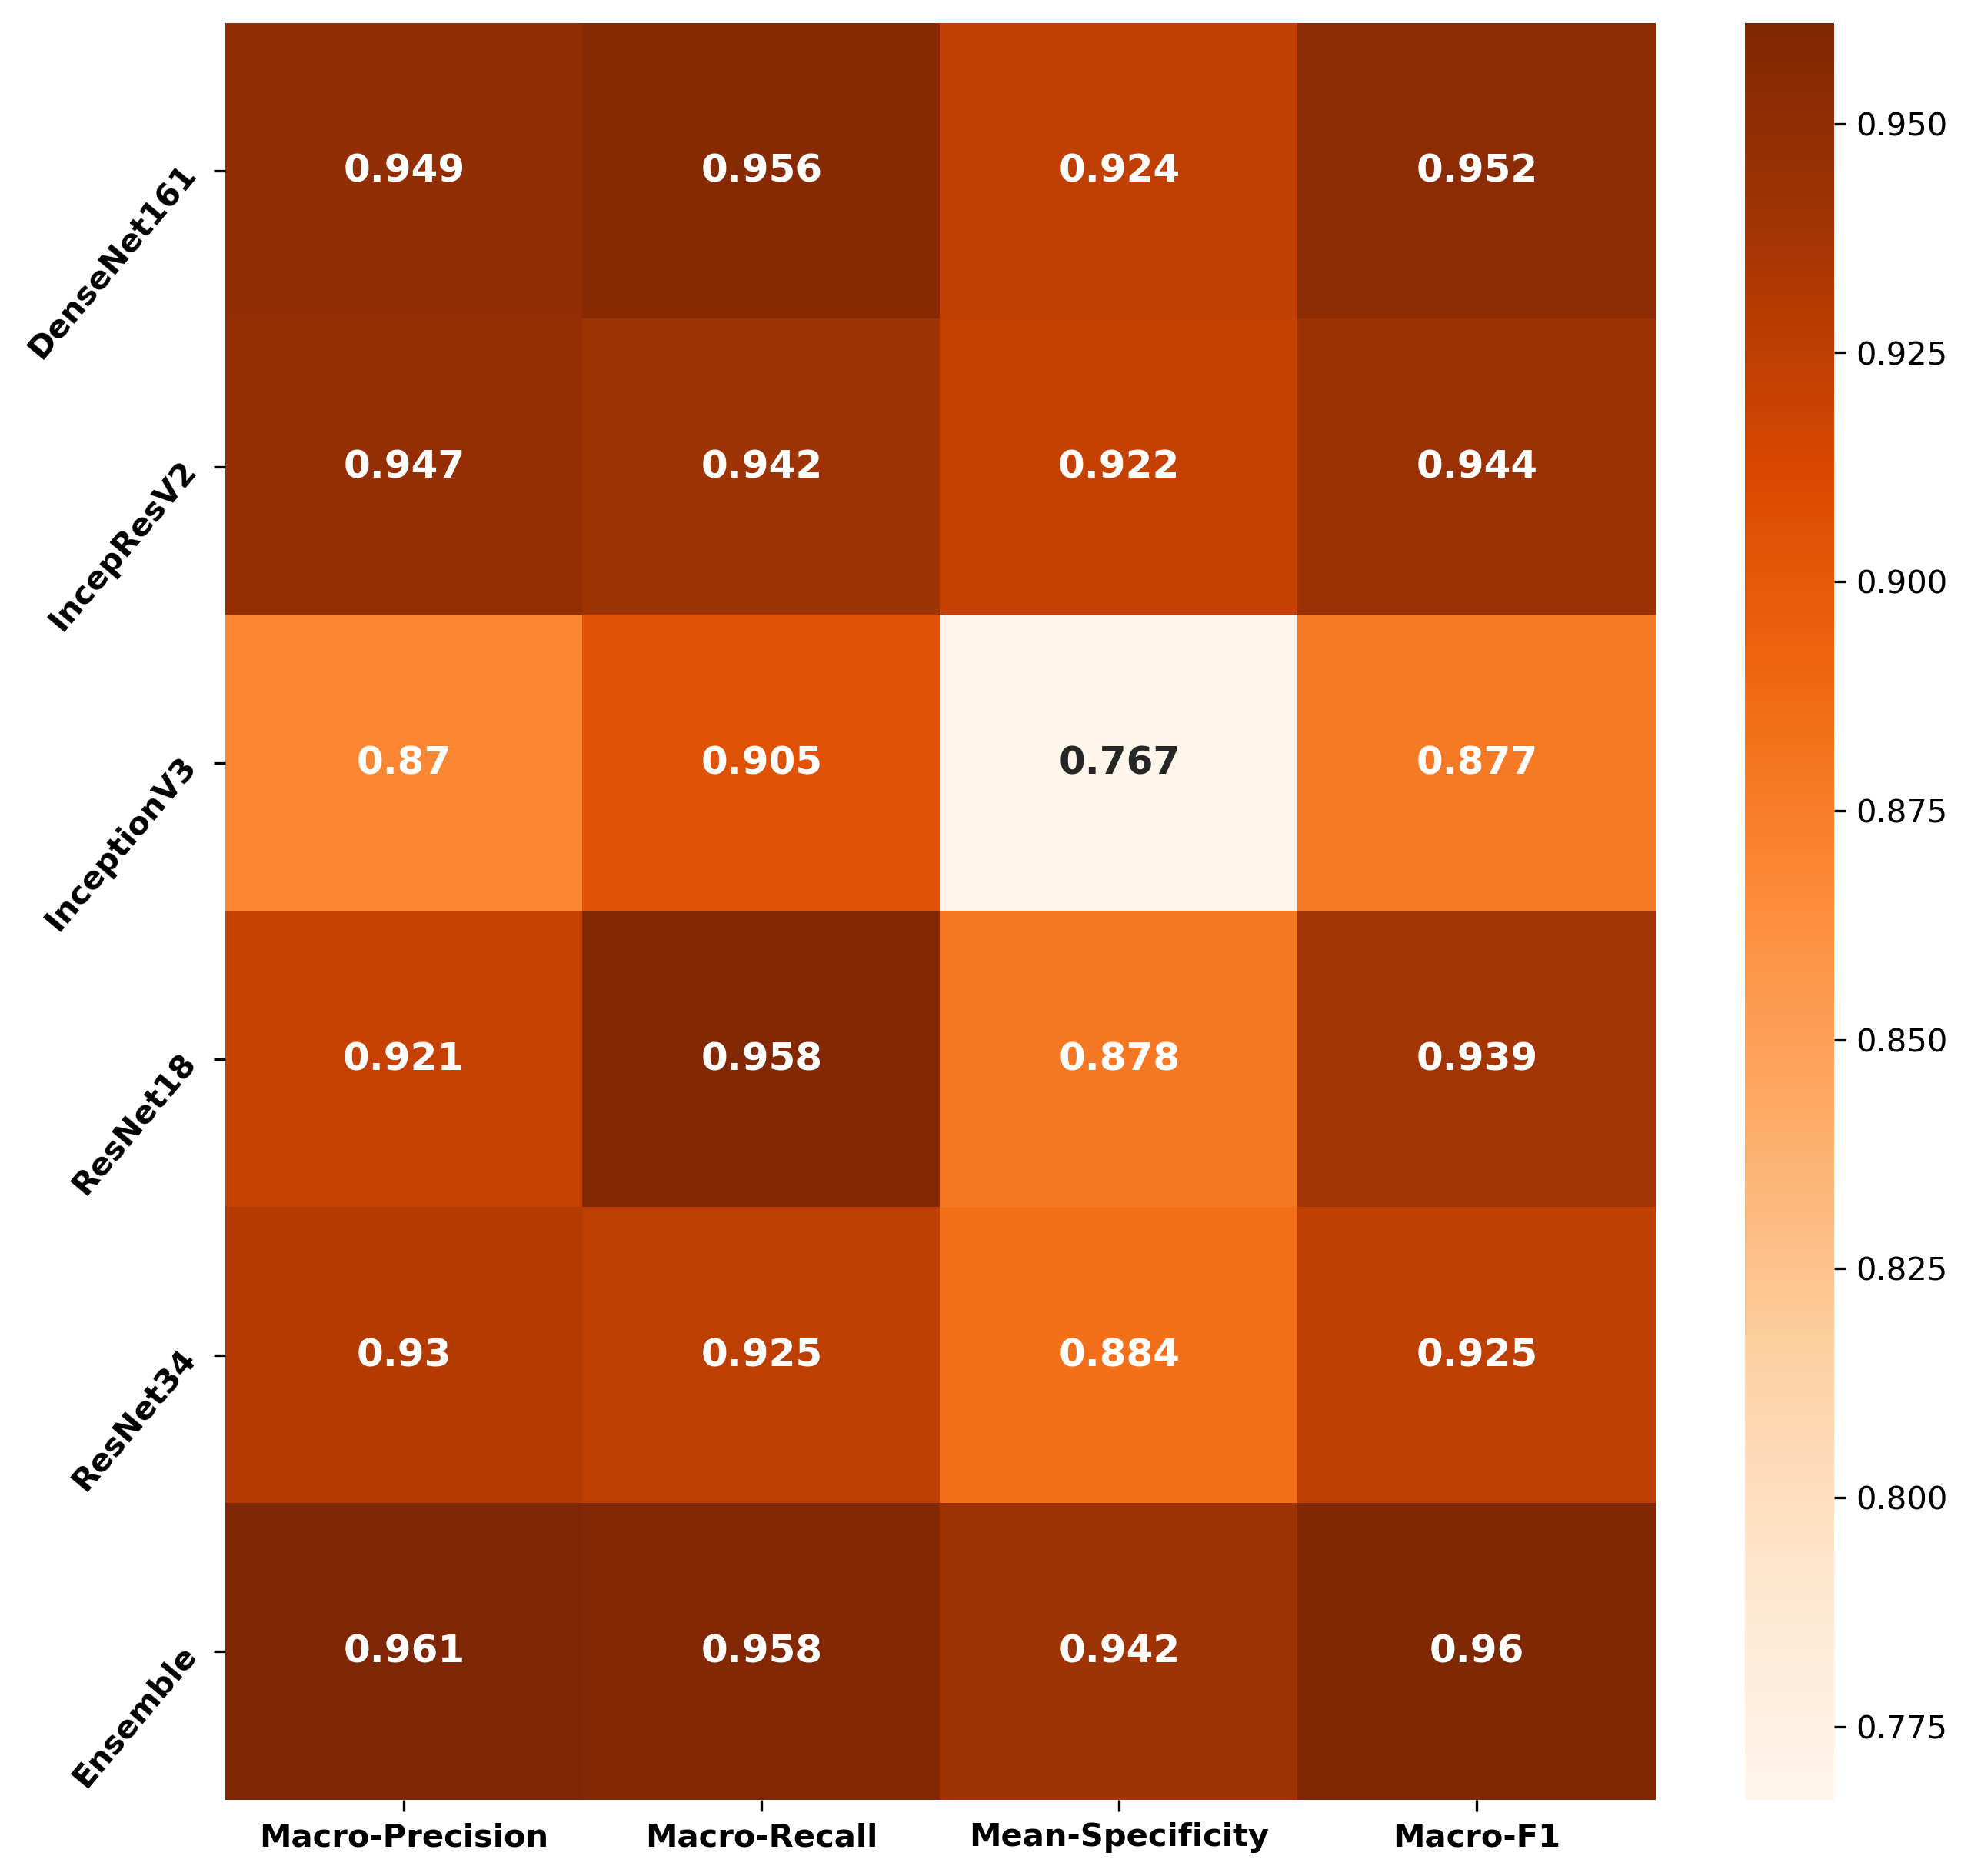 DenseNet161 0.949 0.956 0.924 0.952
IncepResV2 0.947 0.942 0.922 0.944
InceptionV3 0.87 0.905 0.767 0.877
ResNet18 0.921 0.958 0.878 0.939
ResNet34 0.93 0.925 0.884 0.925
Ensemble 0.961 0.958 0.942 0.96
Macro-Precision Macro-Recall Mean-Specificity Macro-F1
0.950
0.925
0.900
0.875
0.850
0.825
0.800
0.775